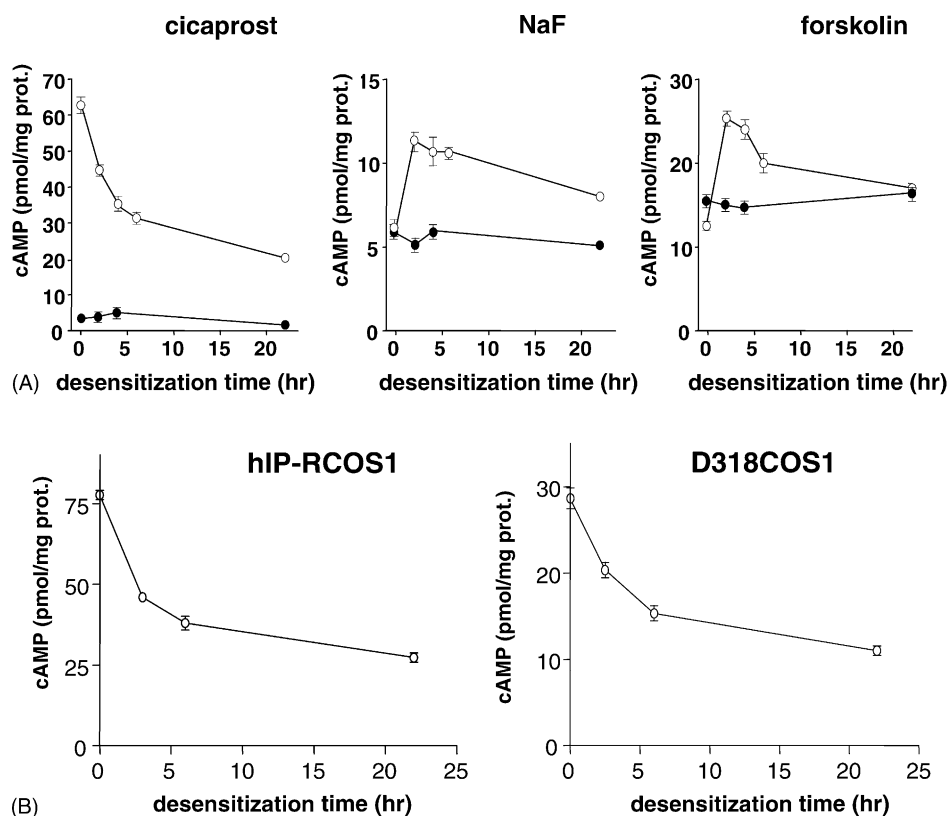 cicaprost NaF forskolin
cAMP (pmol/mg prot.)
70
60
50
40
30
20
10
0
0 5 10 15 20
desensitization time (hr)
cAMP (pmol/mg prot.)
15
10
5
0
0 5 10 15 20
desensitization time (hr)
cAMP (pmol/mg prot.)
30
20
10
0
0 5 10 15 20
desensitization time (hr)
(A)
hIP-RCOS1
cAMP (pmol/mg prot.)
75
50
25
0
0 5 10 15 20 25
desensitization time (hr)
D318COS1
cAMP (pmol/mg prot.)
30
20
10
0
0 5 10 15 20 25
desensitization time (hr)
(B)